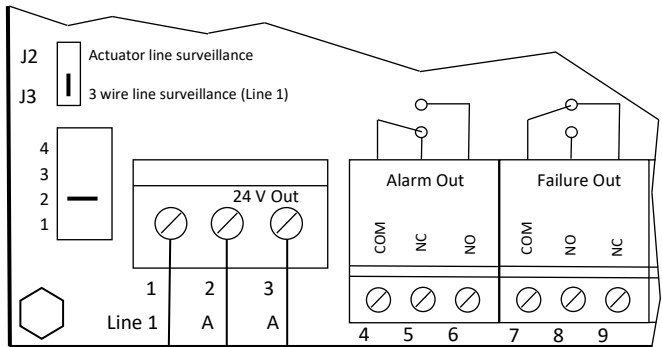 J2 Actuator line surveillance
J3 3 wire line surveillance (Line 1)
4
3
2
1
24 V Out
1 2 3
Line 1 A A
Alarm Out Failure Out
COM NC NO COM NO NC
4 5 6 7 8 9